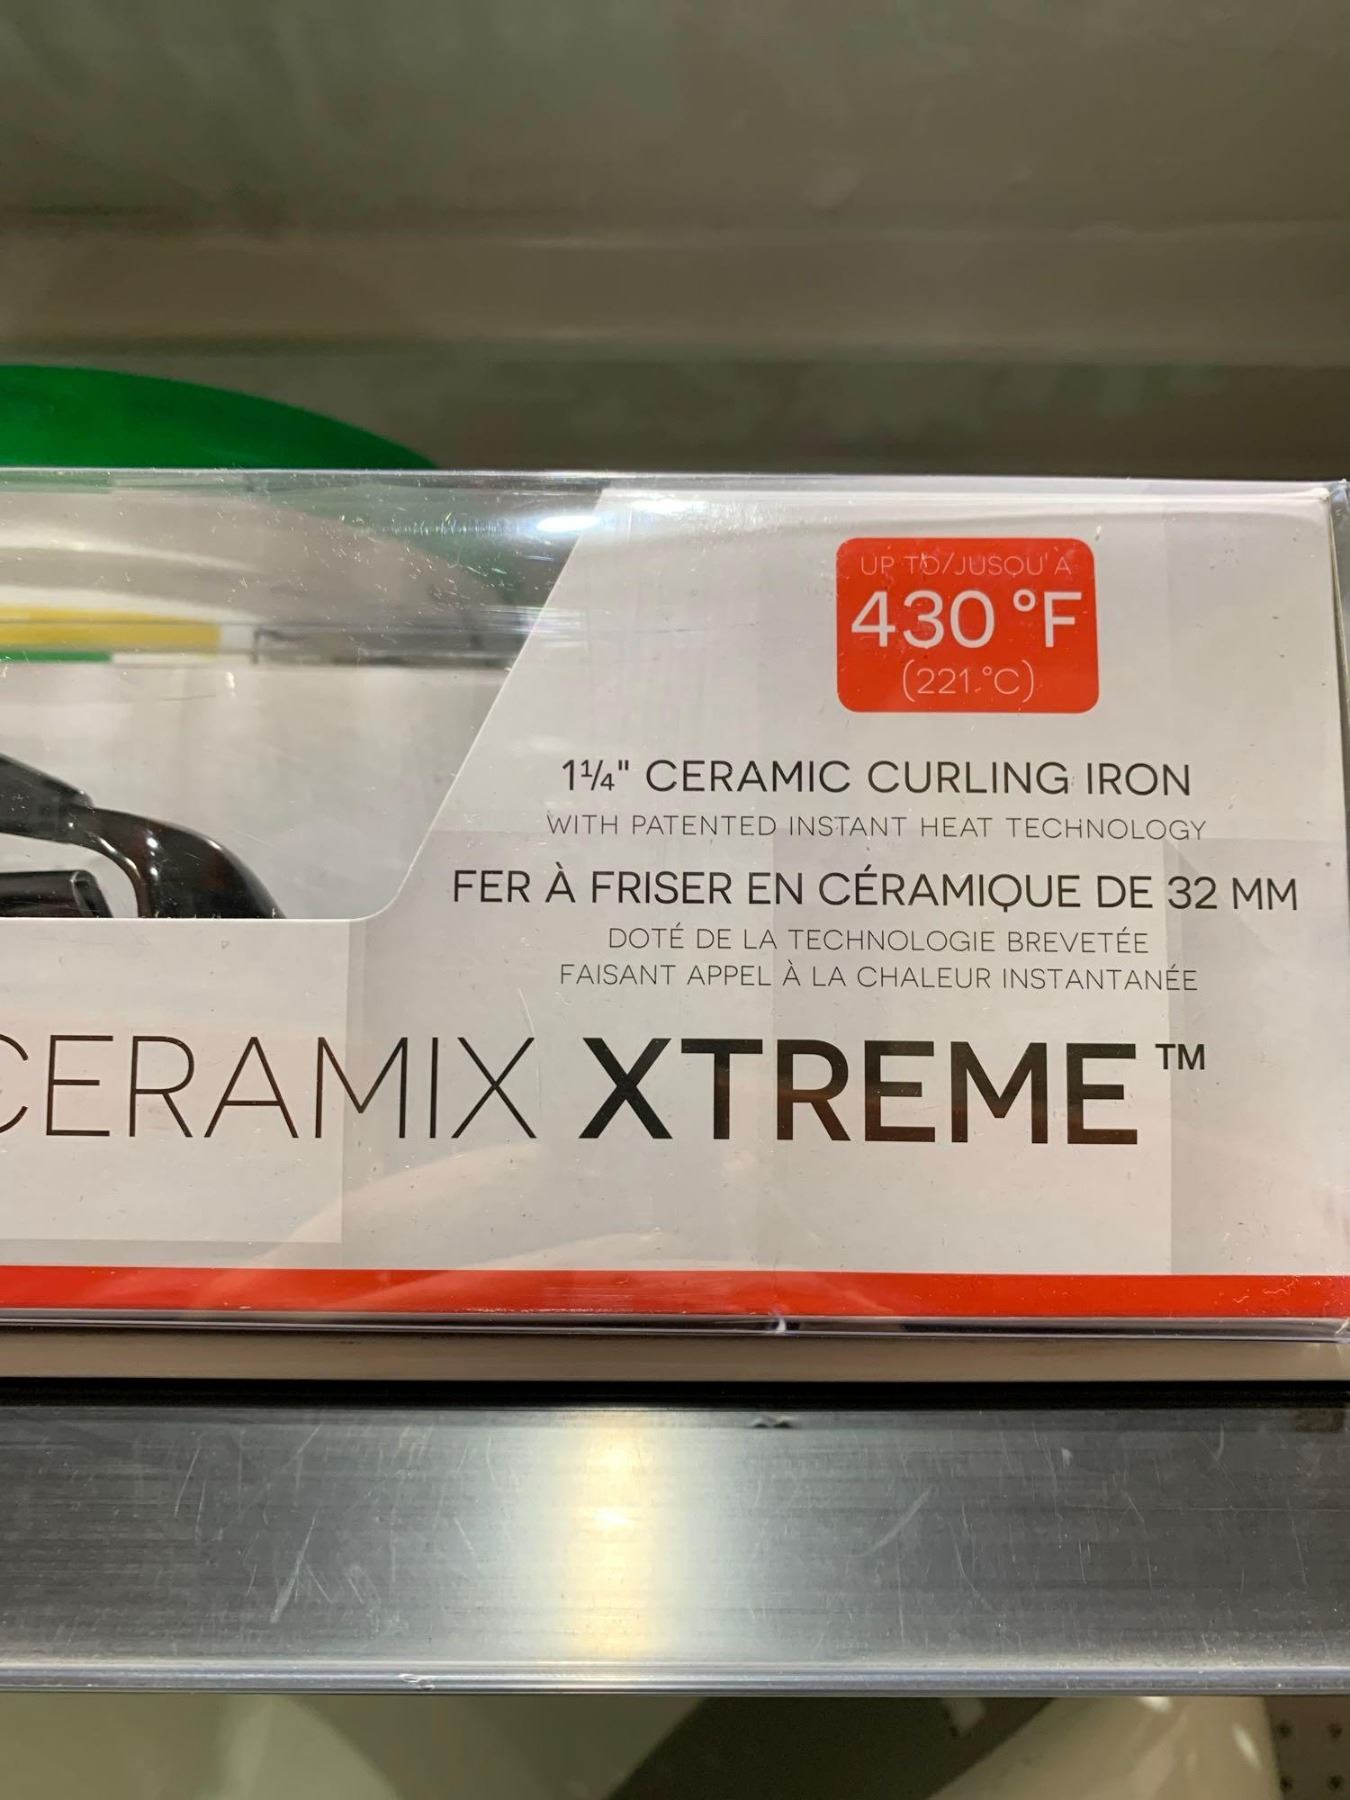 UP TO/JUSQU'À
430 °F
(221 °C)
1¼" CERAMIC CURLING IRON
WITH PATENTED INSTANT HEAT TECHNOLOGY
FER À FRISER EN CÉRAMIQUE DE 32 MM
DOTÉ DE LA TECHNOLOGIE BREVETÉE
FAISANT APPEL À LA CHALEUR INSTANTANÉE
CERAMIX XTREME™